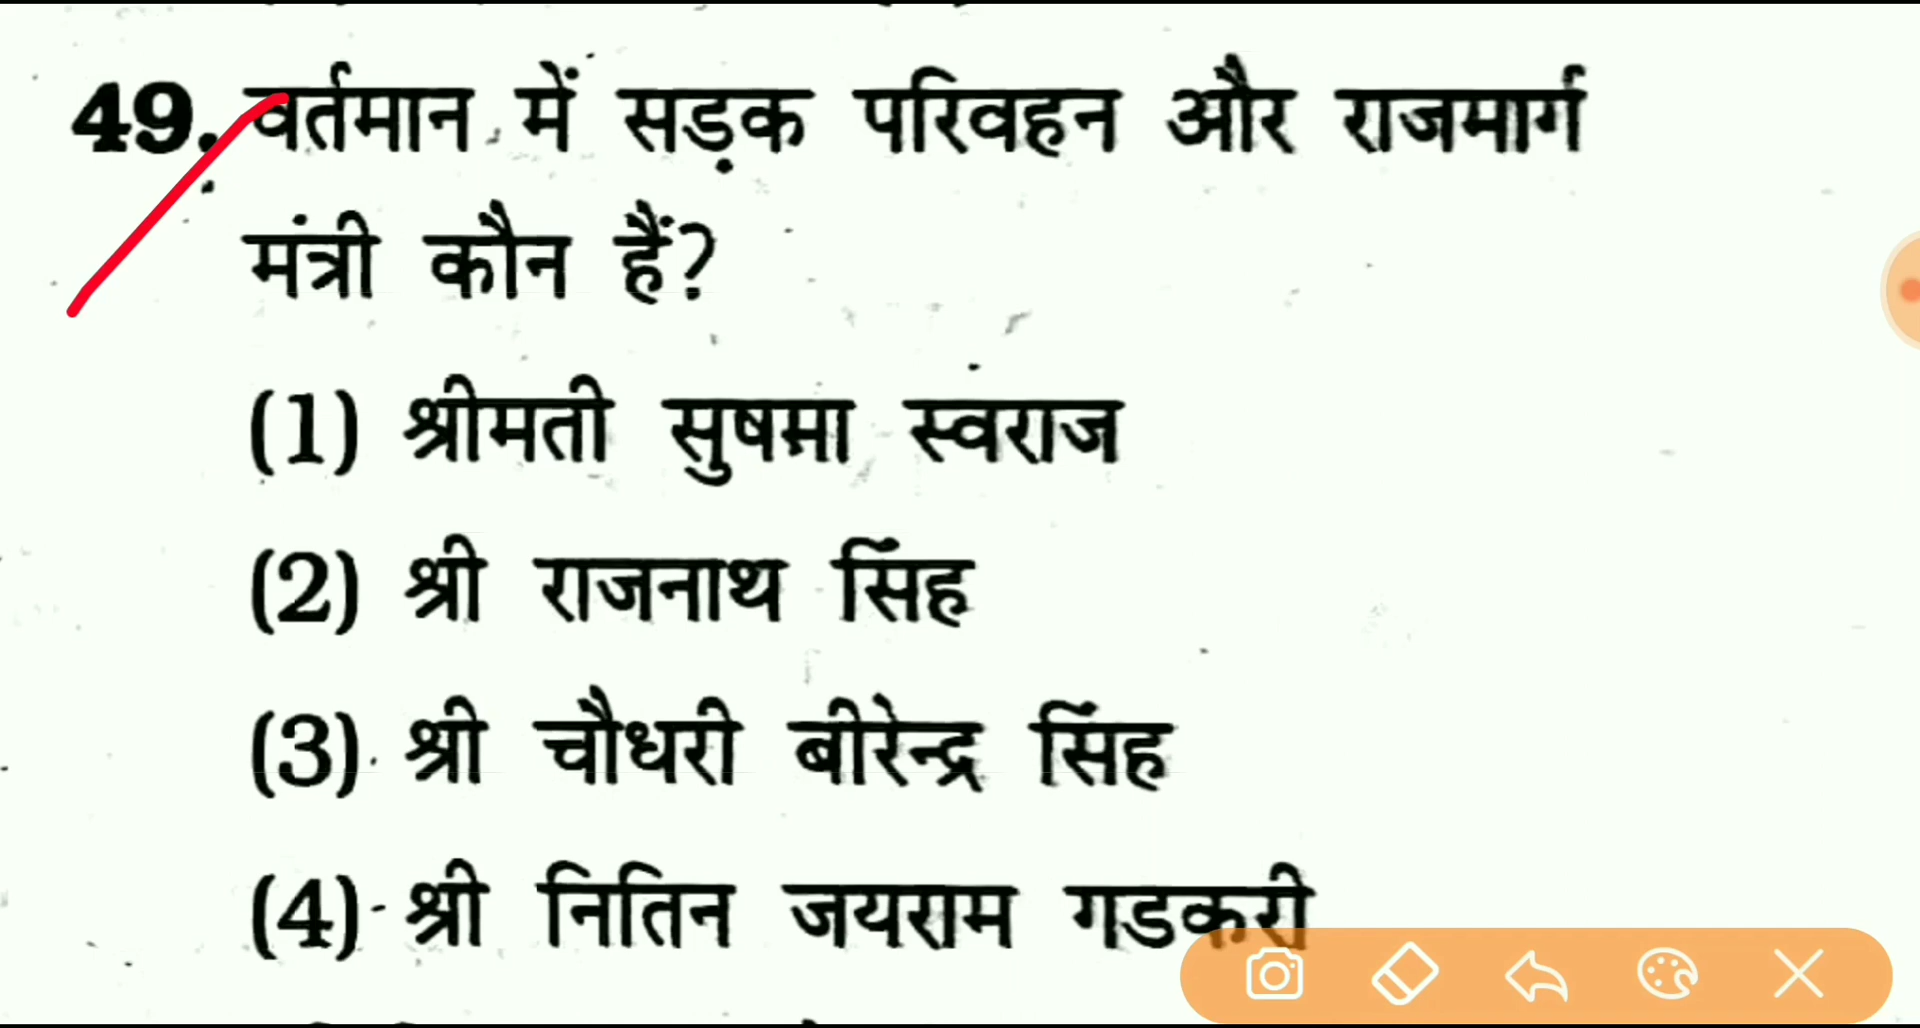 49. वर्तमान में सड़क परिवहन और राजमार्ग
मंत्री कौन हैं?
(1) श्रीमती सुषमा स्वराज
(2) श्री राजनाथ सिंह
(3) श्री चौधरी बीरेन्द्र सिंह
(4) श्री नितिन जयराम गडकरी